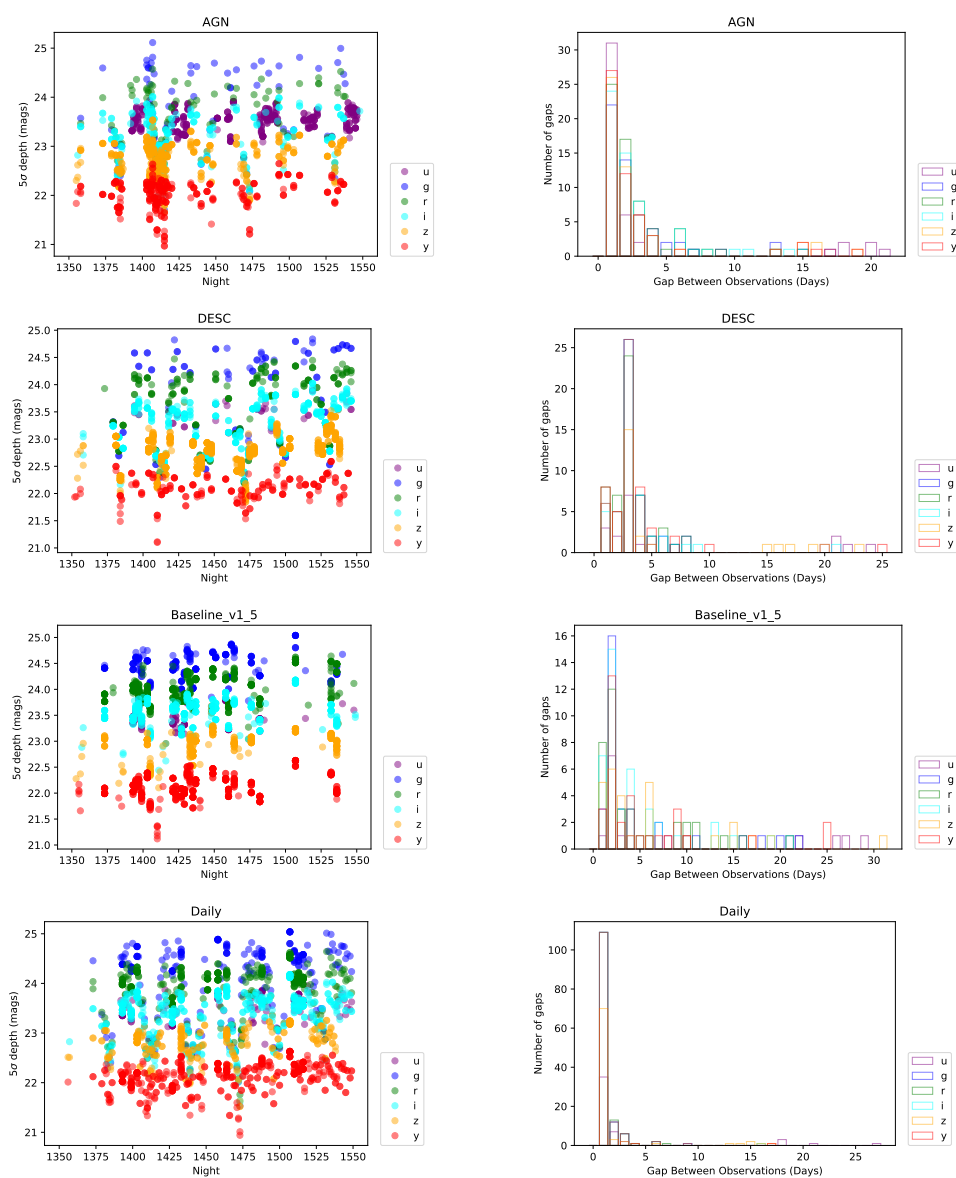 AGN
25
24
23
22
21
5σ depth (mags)
1350 1375 1400 1425 1450 1475 1500 1525 1550
Night
u
g
r
i
z
y
AGN
30
25
20
15
10
5
0
Number of gaps
0 5 10 15 20
Gap Between Observations (Days)
u
g
r
i
z
y
DESC
25.0
24.5
24.0
23.5
23.0
22.5
22.0
21.5
21.0
5σ depth (mags)
1350 1375 1400 1425 1450 1475 1500 1525 1550
Night
u
g
r
i
z
y
DESC
25
20
15
10
5
0
Number of gaps
0 5 10 15 20 25
Gap Between Observations (Days)
u
g
r
i
z
y
Baseline_v1_5
25.0
24.5
24.0
23.5
23.0
22.5
22.0
21.5
21.0
5σ depth (mags)
1350 1375 1400 1425 1450 1475 1500 1525 1550
Night
u
g
r
i
z
y
Baseline_v1_5
16
14
12
10
8
6
4
2
0
Number of gaps
0 5 10 15 20 25 30
Gap Between Observations (Days)
u
g
r
i
z
y
Daily
25
24
23
22
21
5σ depth (mags)
1350 1375 1400 1425 1450 1475 1500 1525 1550
Night
u
g
r
i
z
y
Daily
100
80
60
40
20
0
Number of gaps
0 5 10 15 20 25
Gap Between Observations (Days)
u
g
r
i
z
y